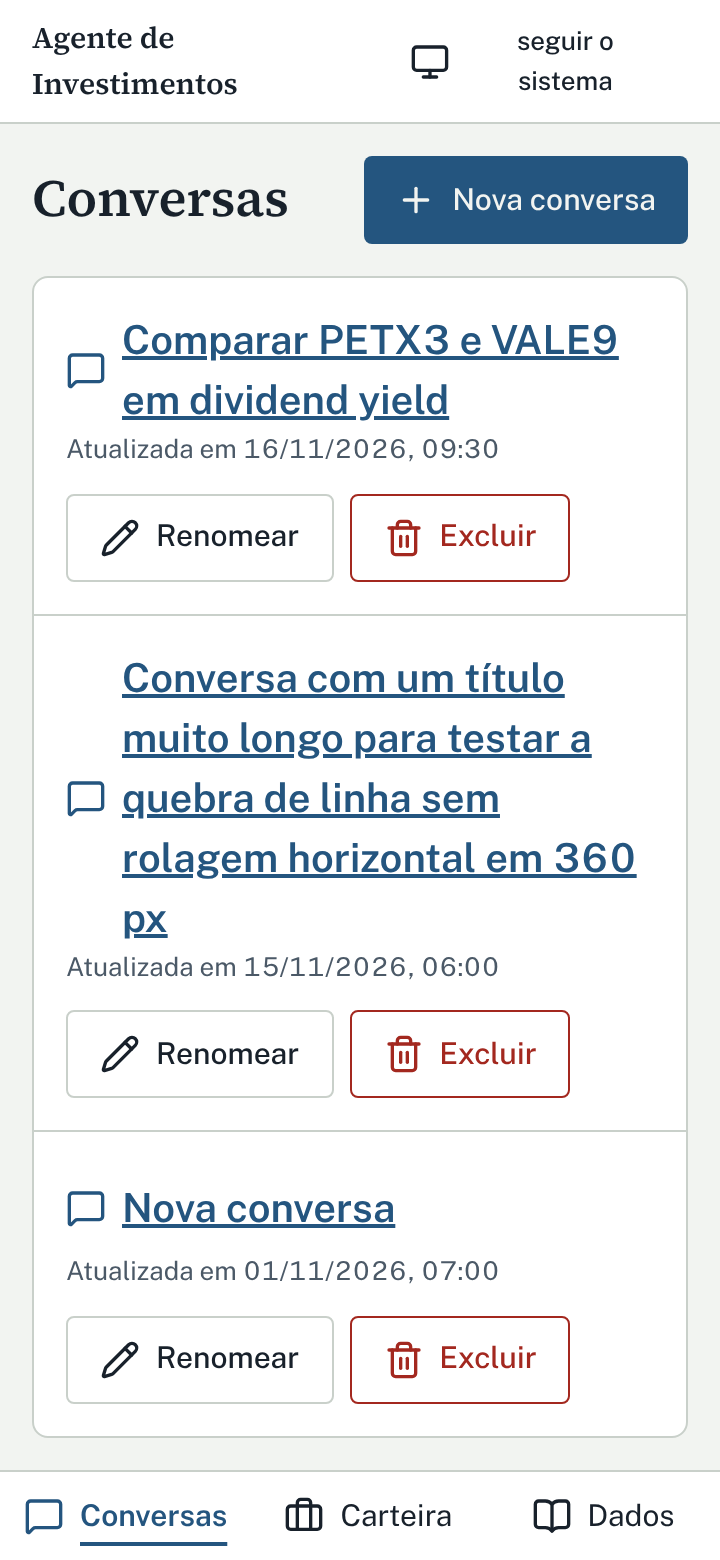 Agente de
Investimentos
seguir o
sistema
Conversas
Nova conversa
Comparar PETX3 e VALE9
em dividend yield
Atualizada em 16/11/2026, 09:30
Renomear
Excluir
Conversa com um título
muito longo para testar a
quebra de linha sem
rolagem horizontal em 360
px
Atualizada em 15/11/2026, 06:00
Renomear
Excluir
Nova conversa
Atualizada em 01/11/2026, 07:00
Renomear
Excluir
Conversas
Carteira
Dados